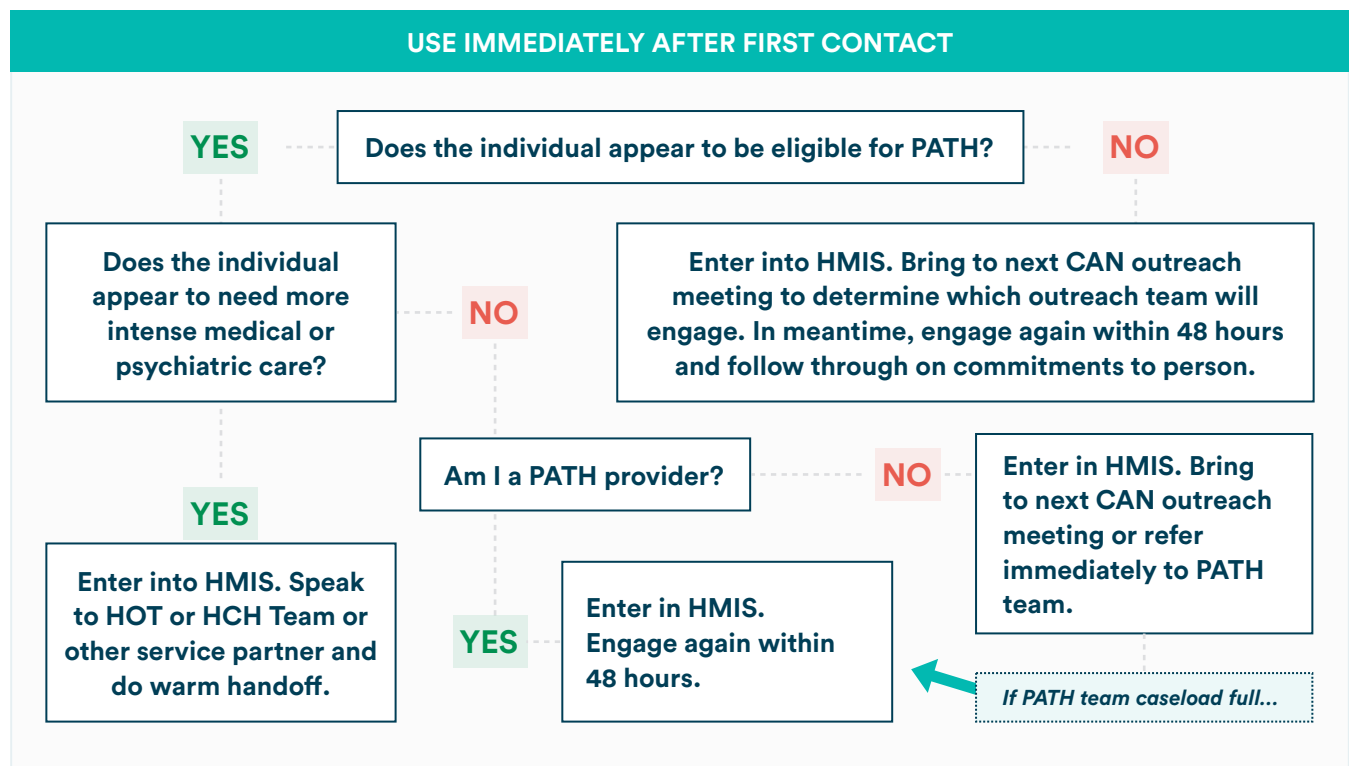 USE IMMEDIATELY AFTER FIRST CONTACT
YES
Does the individual appear to be eligible for PATH?
NO
Does the individual
appear to need more
intense medical or
psychiatric care?
NO
Enter into HMIS. Bring to next CAN outreach
meeting to determine which outreach team will
engage. In meantime, engage again within 48 hours
and follow through on commitments to person.
Am I a PATH provider?
NO
Enter in HMIS. Bring
to next CAN outreach
meeting or refer
immediately to PATH
team.
YES
Enter into HMIS. Speak
to HOT or HCH Team or
other service partner and
do warm handoff.
YES
Enter in HMIS.
Engage again within
48 hours.
If PATH team caseload full...